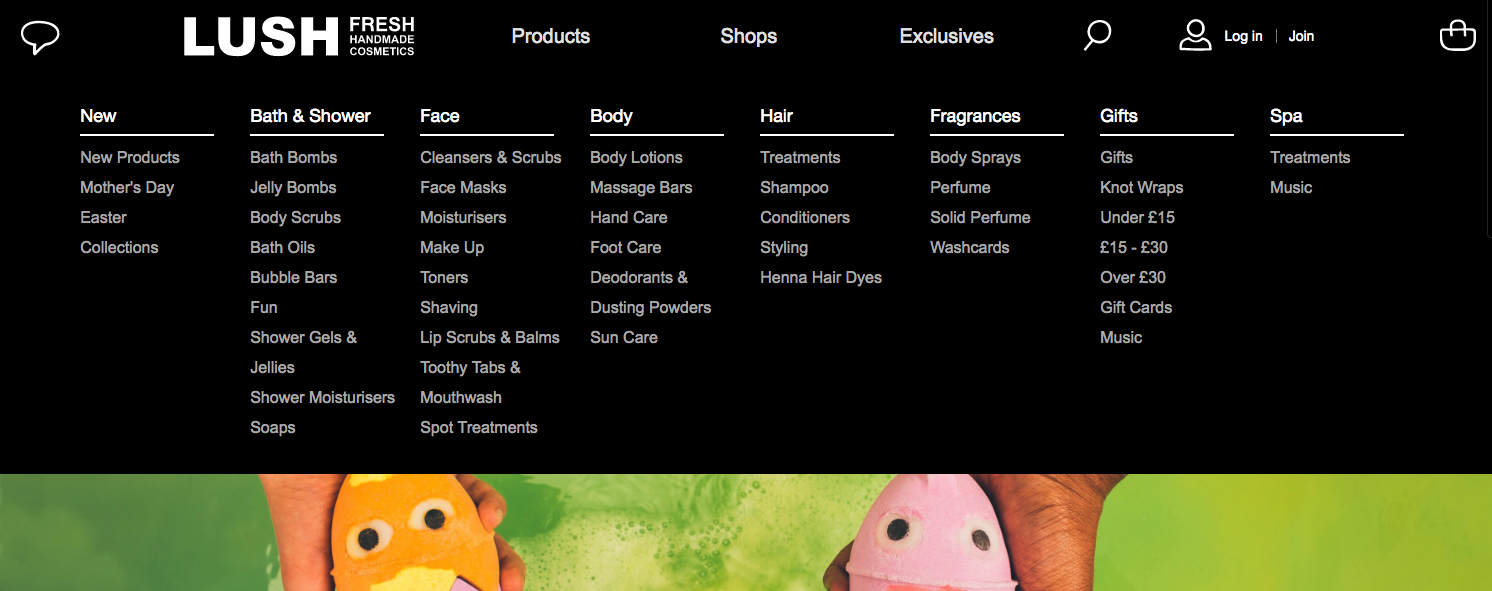 LUSH
FRESH
HANDMADE
COSMETICS
Products
Shops
Exclusives
Log in
Join
New
New Products
Mother's Day
Easter
Collections
Bath & Shower
Bath Bombs
Jelly Bombs
Body Scrubs
Bath Oils
Bubble Bars
Fun
Shower Gels &
Jellies
Shower Moisturisers
Soaps
Face
Cleansers & Scrubs
Face Masks
Moisturisers
Make Up
Toners
Shaving
Lip Scrubs & Balms
Toothy Tabs &
Mouthwash
Spot Treatments
Body
Body Lotions
Massage Bars
Hand Care
Foot Care
Deodorants &
Dusting Powders
Sun Care
Hair
Treatments
Shampoo
Conditioners
Styling
Henna Hair Dyes
Fragrances
Body Sprays
Perfume
Solid Perfume
Washcards
Gifts
Gifts
Knot Wraps
Under £15
£15 - £30
Over £30
Gift Cards
Music
Spa
Treatments
Music